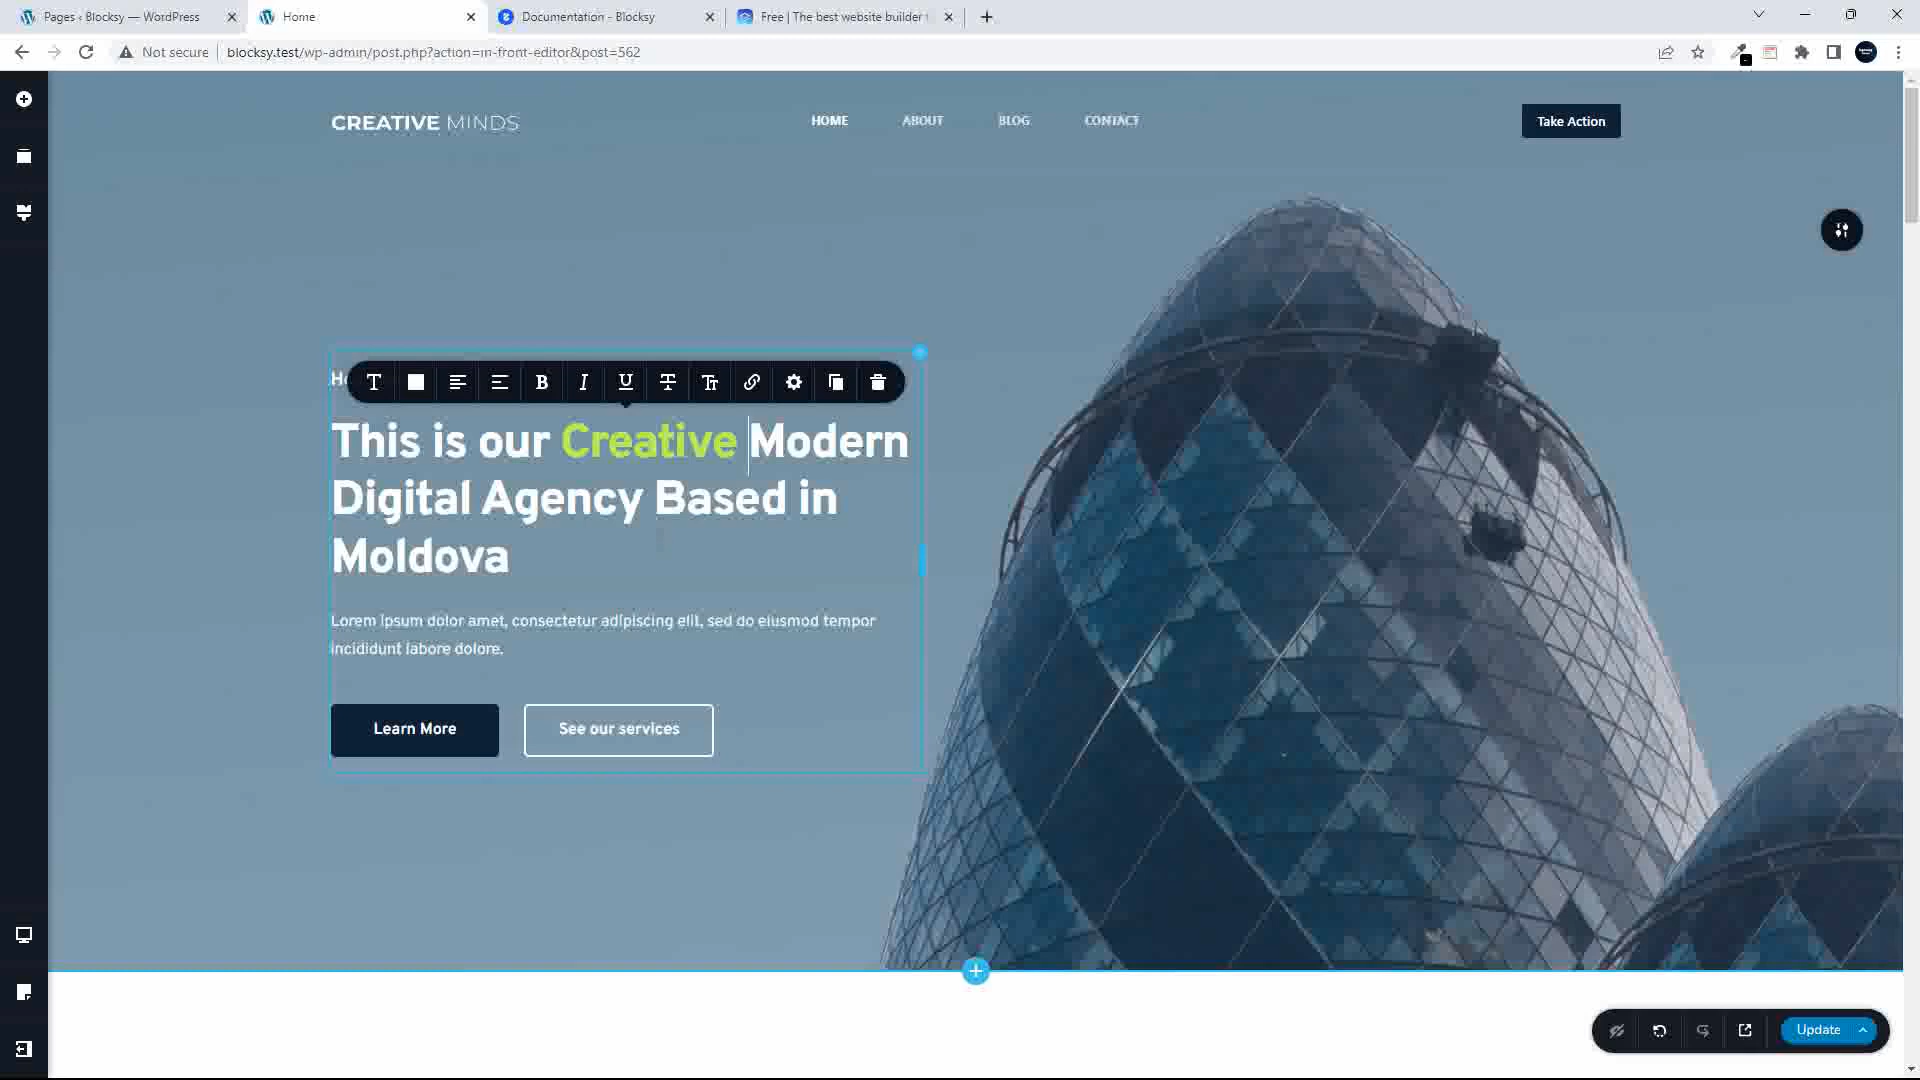 Pages ‹ Blocksy — WordPress
Home
Documentation - Blocksy
Free | The best website builder
Not secure
blocksy.test/wp-admin/post.php?action=in-front-editor&post=562
CREATIVE MINDS
HOME
ABOUT
BLOG
CONTACT
Take Action
This is our Creative Modern
Digital Agency Based in
Moldova
Lorem ipsum dolor amet, consectetur adipiscing elit, sed do eiusmod tempor
incididunt labore dolore.
Learn More
See our services
Update